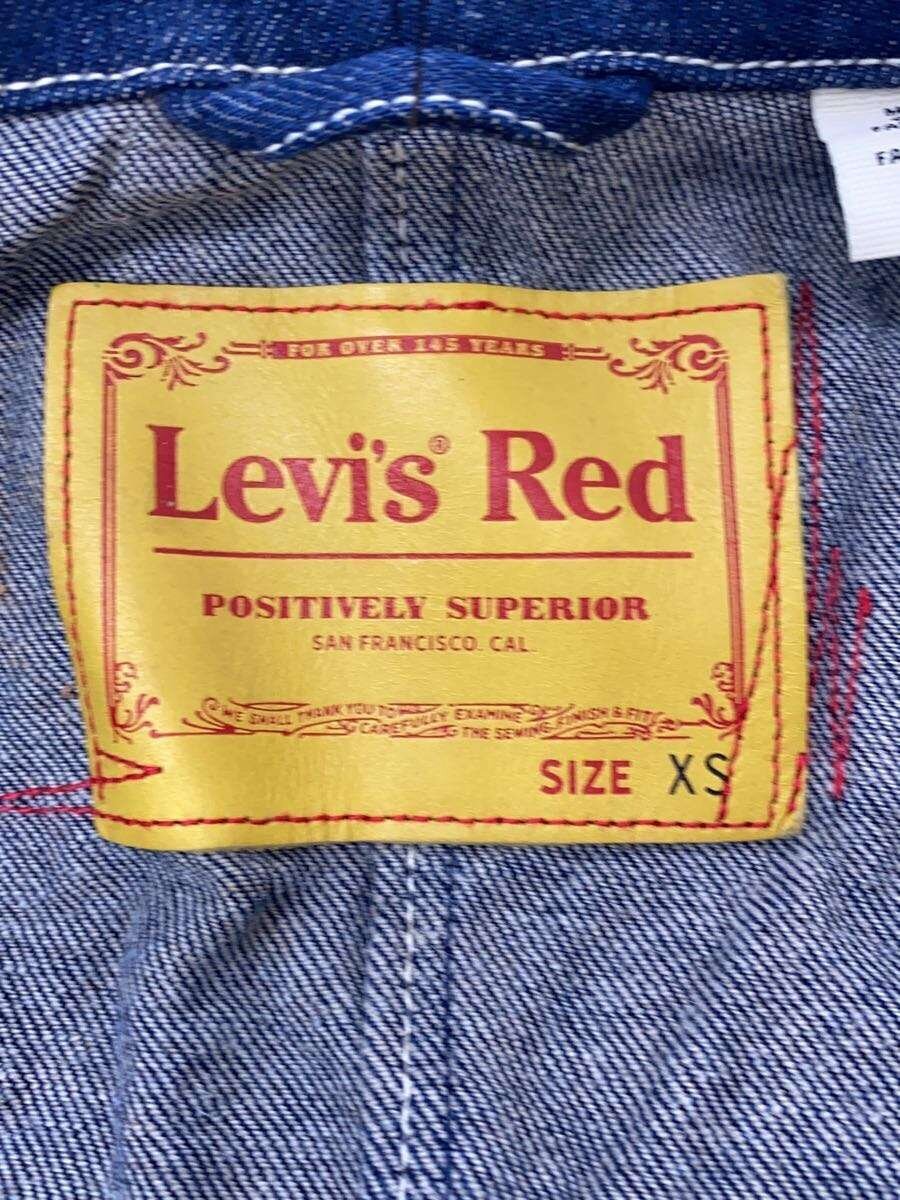 FA
FOR OVER 145 YEARS
Levi's® Red
POSITIVELY SUPERIOR
SAN FRANCISCO. CAL.
WE SHALL THANK YOU TO
CAREFULLY EXAMINE
THE SEWING, FINISH & FIT
SIZE XS